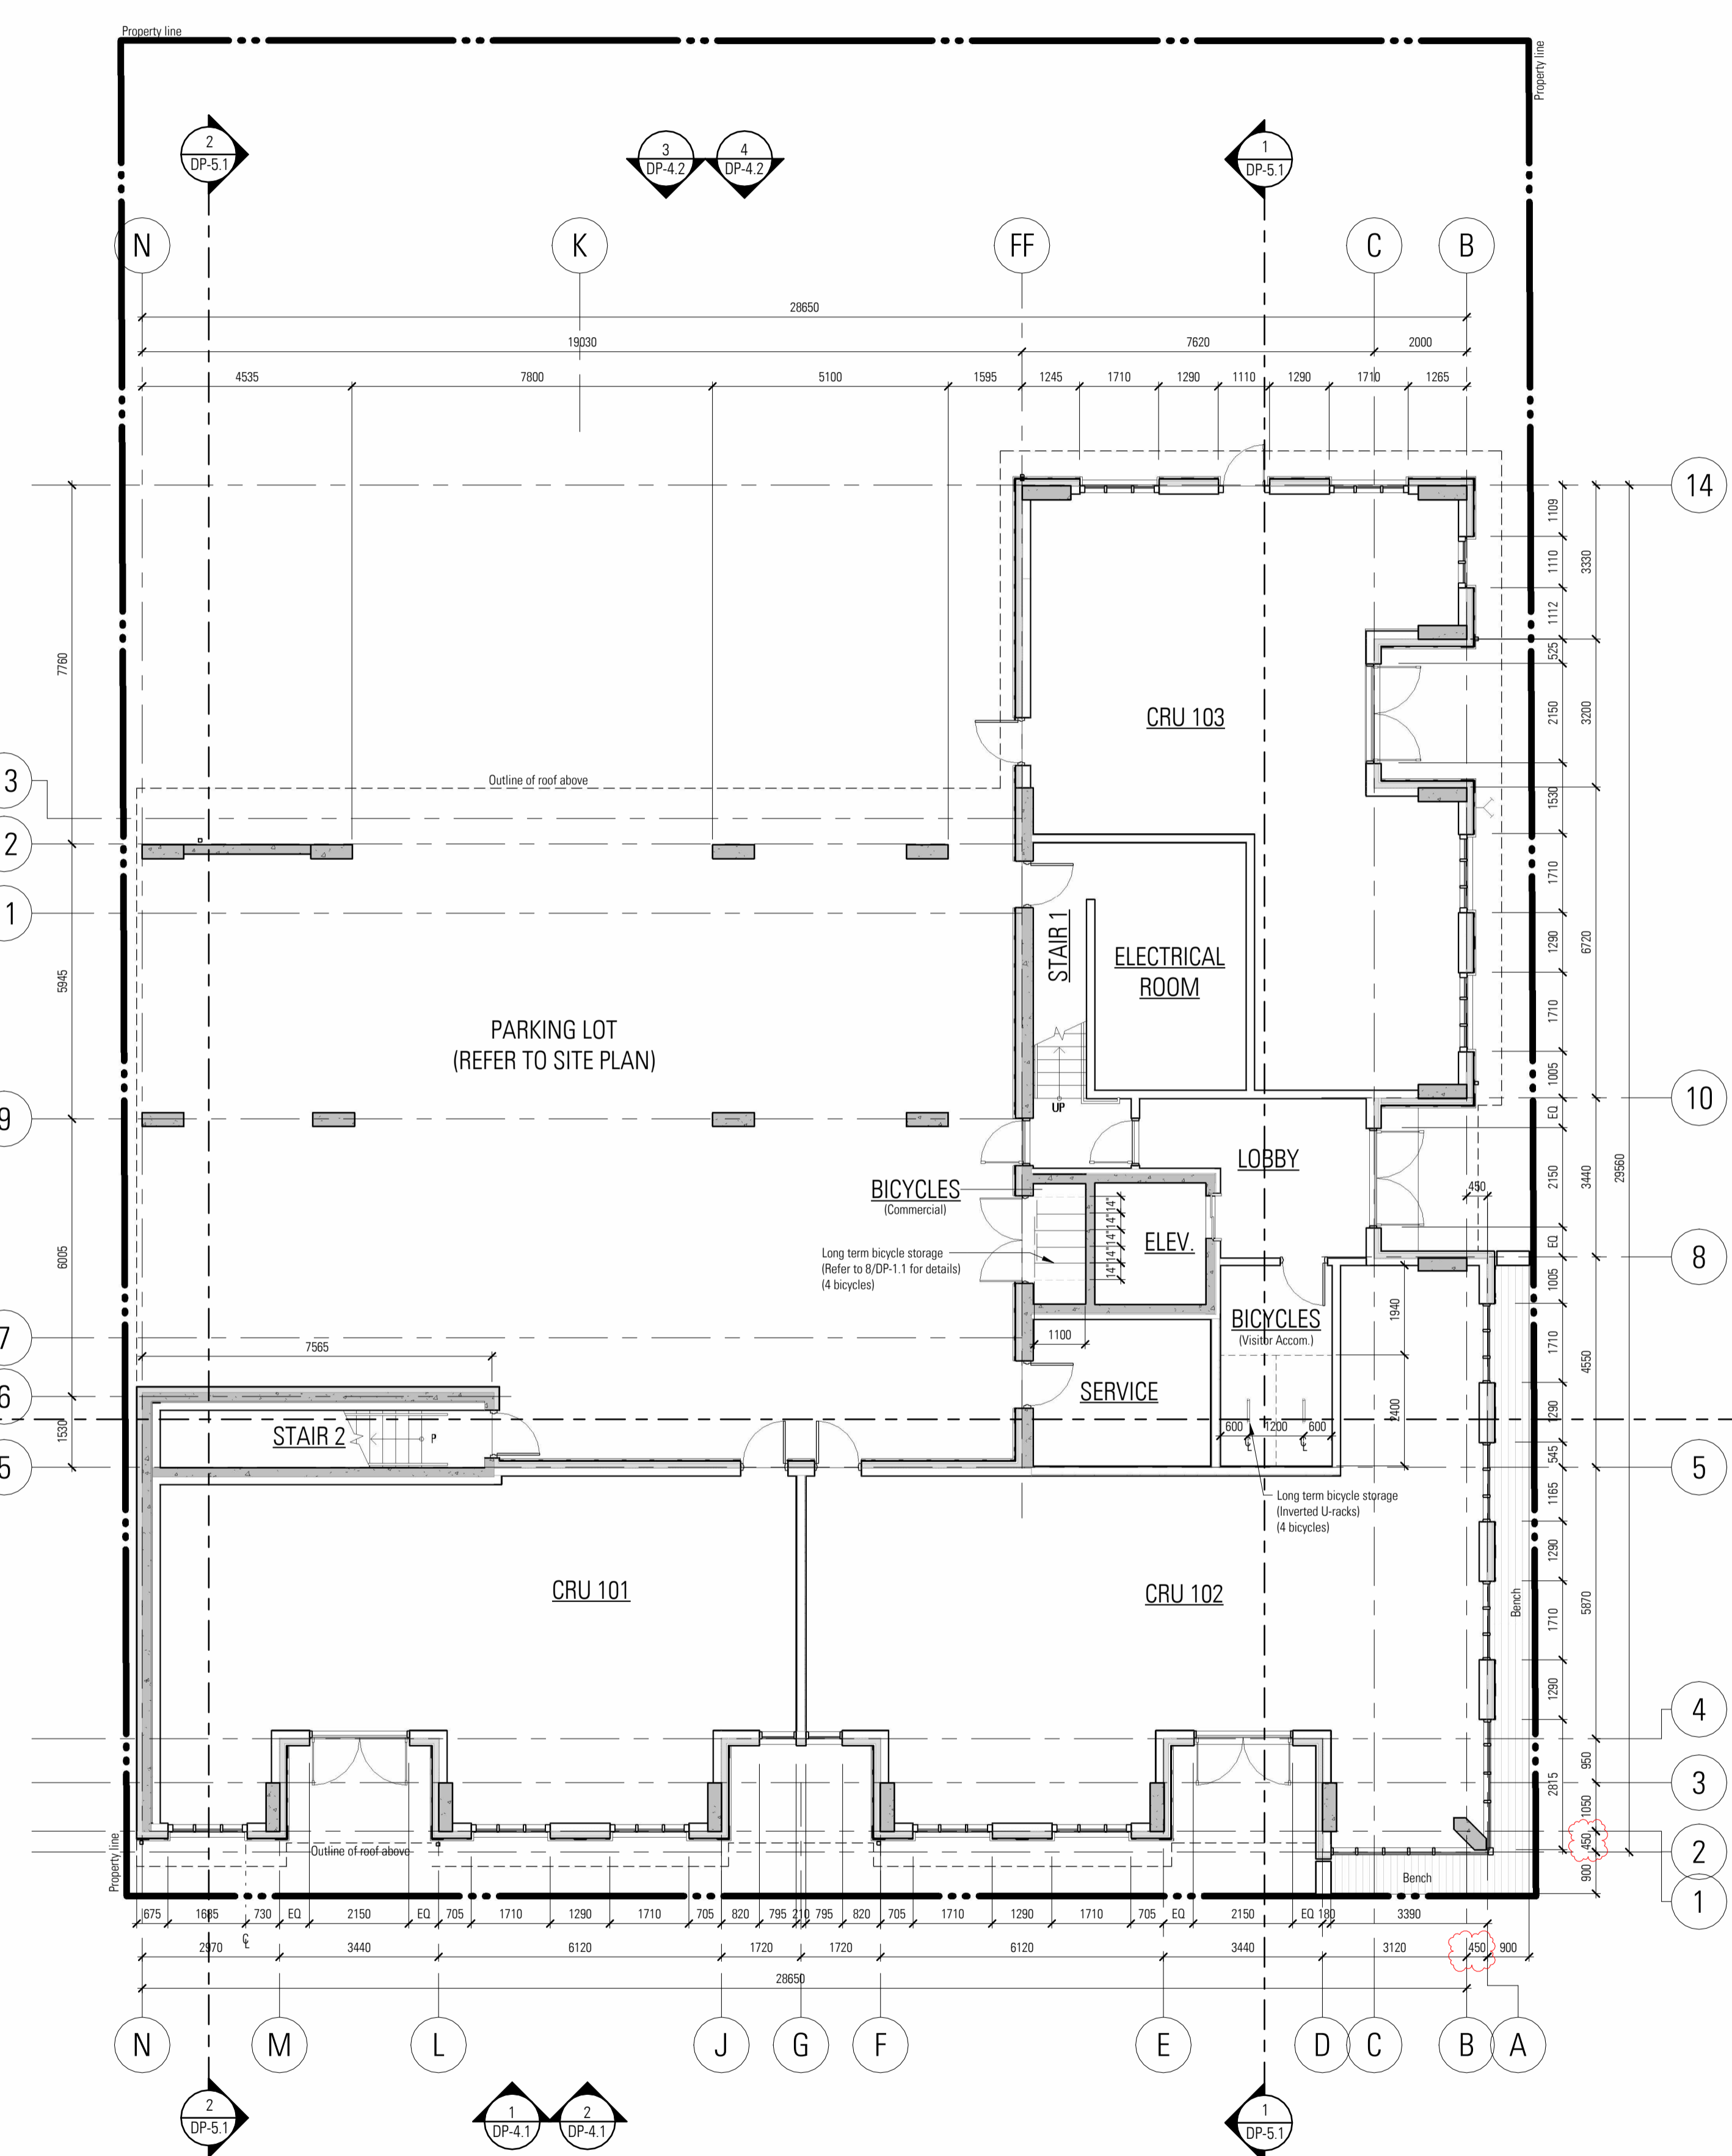 Property line
Property line
2
DP-5.1
3
DP-4.2
4
DP-4.2
1
DP-5.1
N
K
FF
C
B
28650
19030
7620
2000
4535
7800
5100
1595
1245
1710
1290
1110
1290
1710
1265
14
1109
1110
3330
1112
525
7760
2150
3200
CRU 103
3
Outline of roof above
1530
2
1710
1
STAIR 1
ELECTRICAL
ROOM
1290
6720
5945
1710
PARKING LOT
(REFER TO SITE PLAN)
1005
UP
10
9
EQ
LOBBY
2150
3440
29560
BICYCLES
(Commercial)
450
14"
14"
14"
14"
14"
ELEV.
Long term bicycle storage
(Refer to 8/DP-1.1 for details)
(4 bicycles)
EQ
8
6005
1005
1940
BICYCLES
(Visitor Accom.)
7
1100
7565
1710
4550
6
SERVICE
2400
1290
1530
STAIR 2
P
600
1200
600
℄
℄
545
5
5
Long term bicycle storage
(Inverted U-racks)
(4 bicycles)
1165
1290
CRU 101
CRU 102
Bench
1710
5870
1290
4
950
3
2815
1050
450
2
Property line
Outline of roof above
Bench
900
1
675
1685
730
EQ
2150
EQ
705
1710
1290
1710
705
820
795
210
795
820
705
1710
1290
1710
705
EQ
2150
EQ
180
3390
℄
2970
3440
6120
1720
1720
6120
3440
3120
450
900
28650
N
M
L
J
G
F
E
D
C
B
A
2
DP-5.1
1
DP-4.1
2
DP-4.1
1
DP-5.1